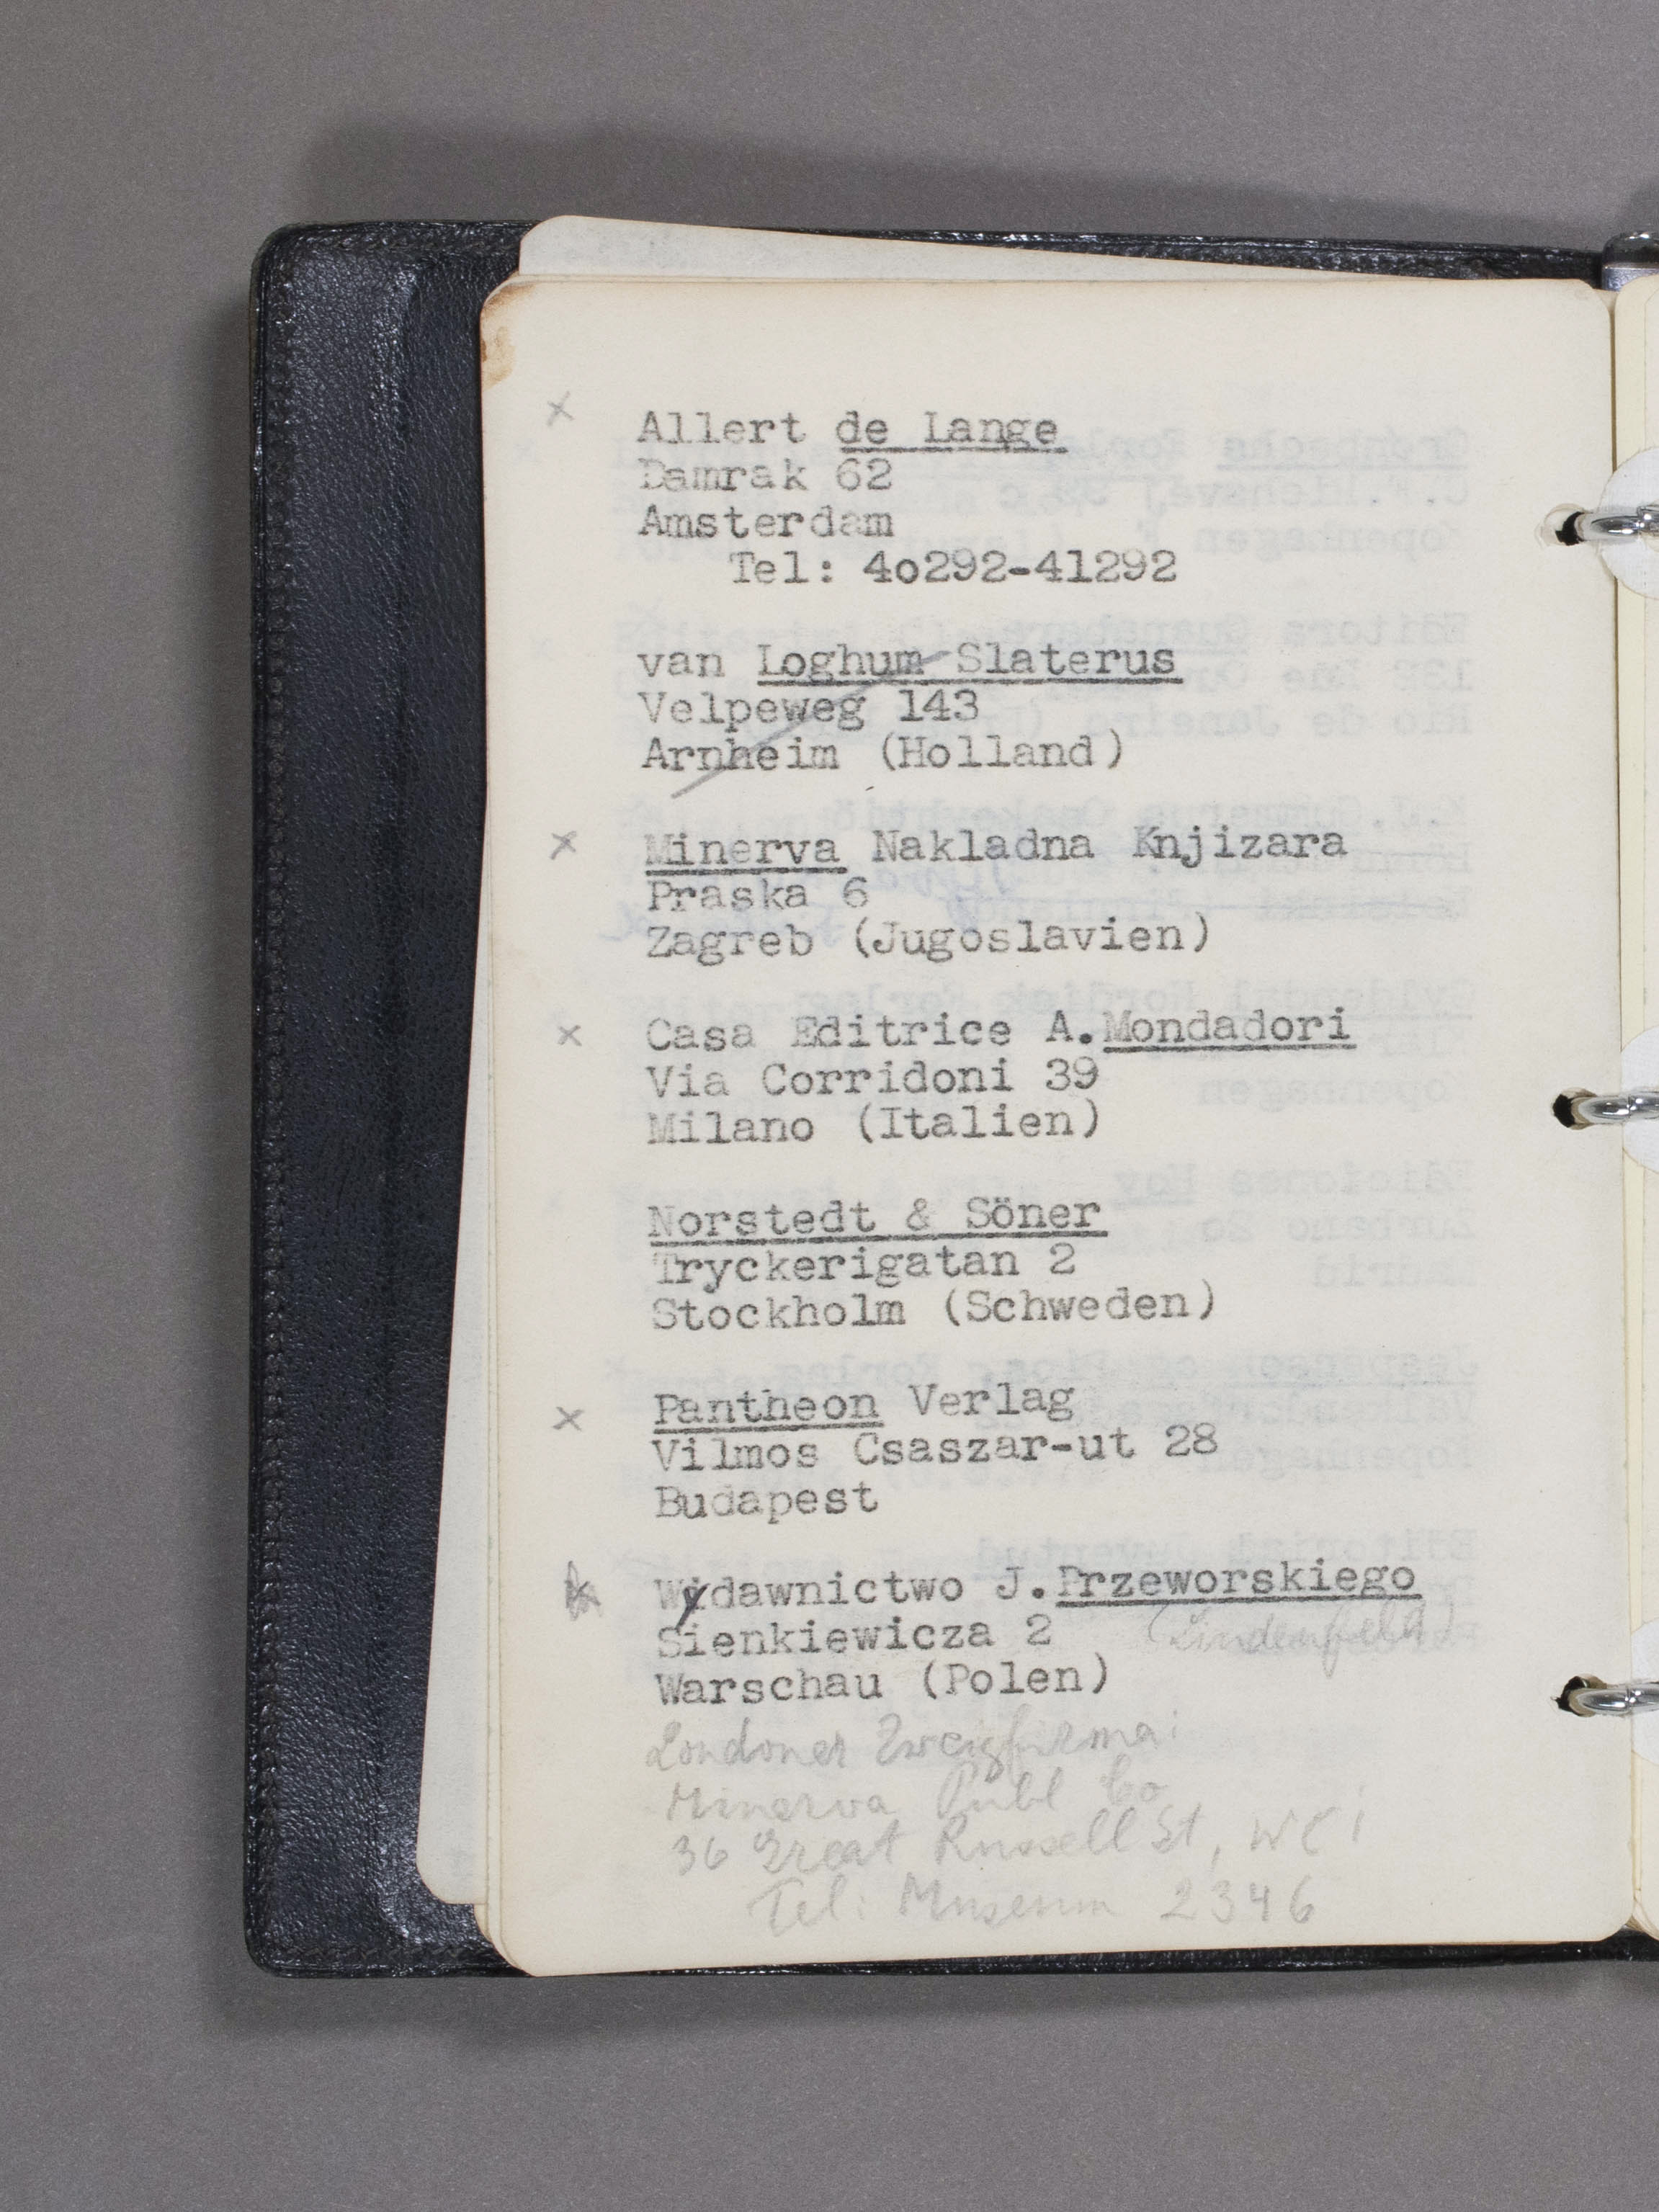 x Allert de Lange
Damrak 62
Amsterdam
Tel: 4o292-41292
van Loghum Slaterus
Velpeweg 143
Arnheim (Holland)
x Minerva Nakladna Knjizara
Praska 6
Zagreb (Jugoslavien)
x Casa Editrice A.Mondadori
Via Corridoni 39
Milano (Italien)
Norstedt & Söner
Tryckerigatan 2
Stockholm (Schweden)
x Pantheon Verlag
Vilmos Csaszar-ut 28
Budapest
Wydawnictwo J.Przeworskiego
Sienkiewicza 2 (Lindenfeld)
Warschau (Polen)
Londoner Zweigfirma:
Minerva Publ Co
36 Great Russell St, WC 1
Tel: Museum 2346